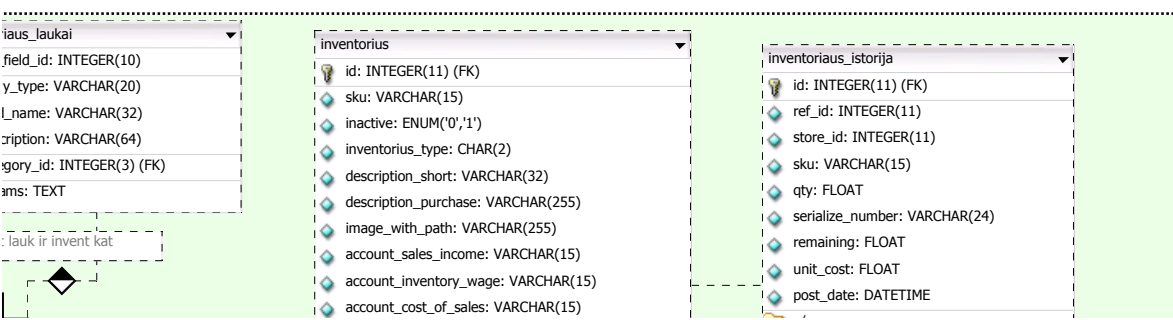 iaus_laukai
field_id: INTEGER(10)
y_type: VARCHAR(20)
l_name: VARCHAR(32)
cription: VARCHAR(64)
egory_id: INTEGER(3) (FK)
ams: TEXT
t lauk ir invent kat
inventorius
id: INTEGER(11) (FK)
sku: VARCHAR(15)
inactive: ENUM('0','1')
inventorius_type: CHAR(2)
description_short: VARCHAR(32)
description_purchase: VARCHAR(255)
image_with_path: VARCHAR(255)
account_sales_income: VARCHAR(15)
account_inventory_wage: VARCHAR(15)
account_cost_of_sales: VARCHAR(15)
inventoriaus_istorija
id: INTEGER(11) (FK)
ref_id: INTEGER(11)
store_id: INTEGER(11)
sku: VARCHAR(15)
qty: FLOAT
serialize_number: VARCHAR(24)
remaining: FLOAT
unit_cost: FLOAT
post_date: DATETIME